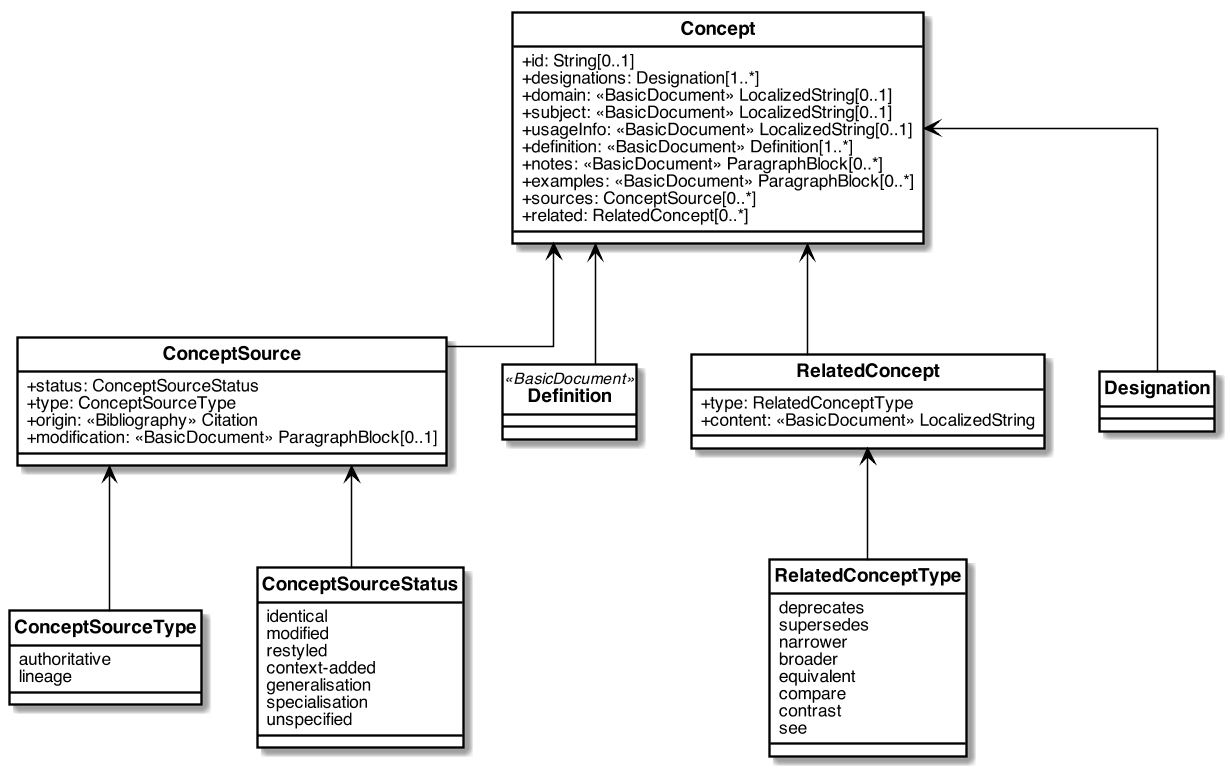 Concept
+id: String[0..1]
+designations: Designation[1..*]
+domain: «BasicDocument» LocalizedString[0..1]
+subject: «BasicDocument» LocalizedString[0..1]
+usageInfo: «BasicDocument» LocalizedString[0..1]
+definition: «BasicDocument» Definition[1..*]
+notes: «BasicDocument» ParagraphBlock[0..*]
+examples: «BasicDocument» ParagraphBlock[0..*]
+sources: ConceptSource[0..*]
+related: RelatedConcept[0..*]
ConceptSource
+status: ConceptSourceStatus
+type: ConceptSourceType
+origin: «Bibliography» Citation
+modification: «BasicDocument» ParagraphBlock[0..1]
«BasicDocument»
Definition
RelatedConcept
+type: RelatedConceptType
+content: «BasicDocument» LocalizedString
Designation
ConceptSourceType
authoritative
lineage
ConceptSourceStatus
identical
modified
restyled
context-added
generalisation
specialisation
unspecified
RelatedConceptType
deprecates
supersedes
narrower
broader
equivalent
compare
contrast
see